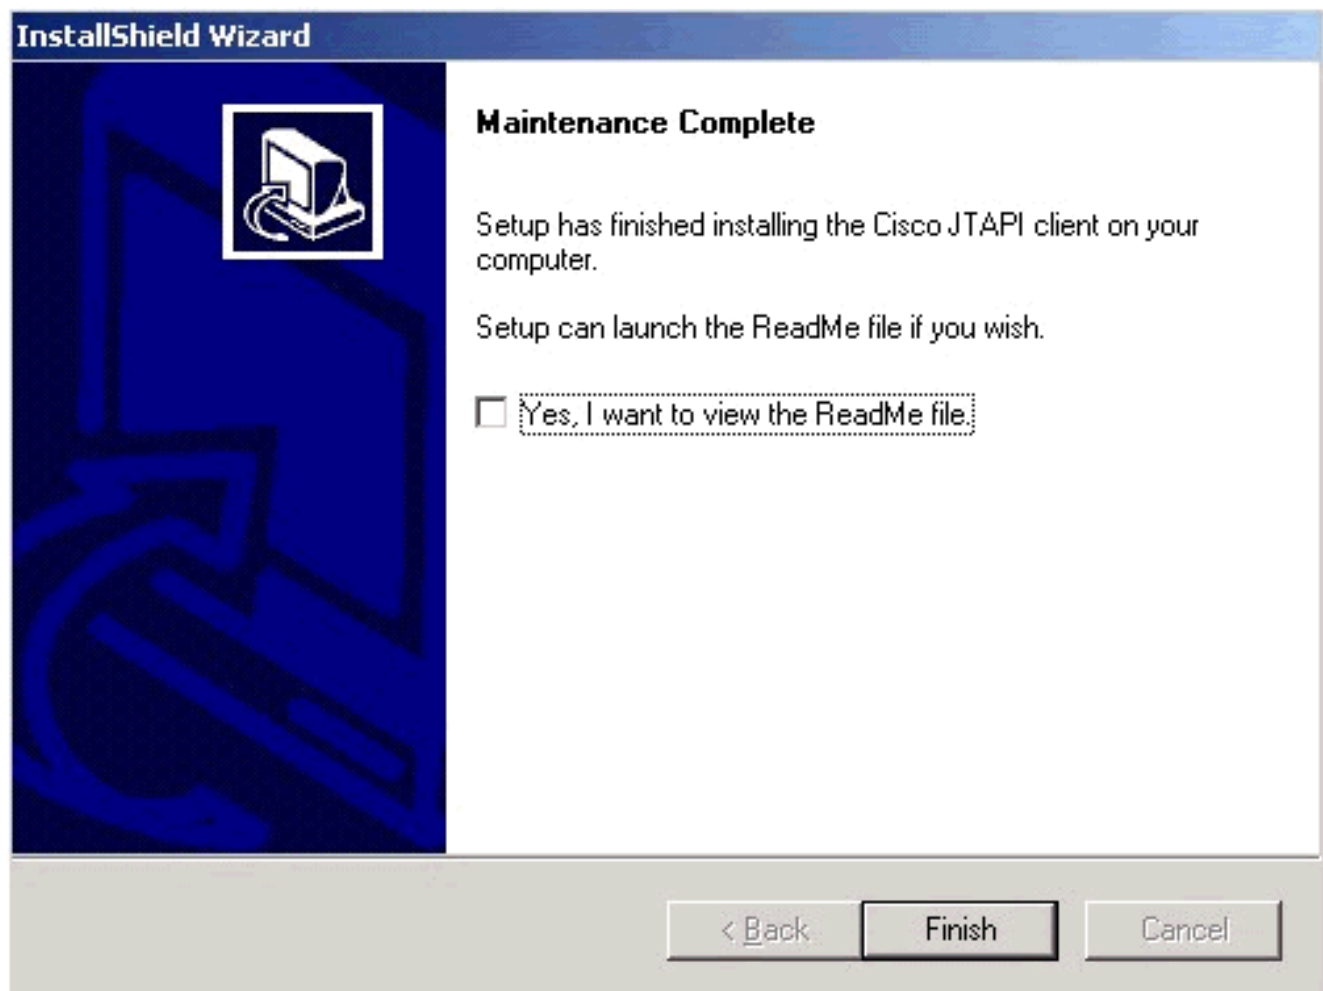 InstallShield Wizard
Maintenance Complete
Setup has finished installing the Cisco JTAPI client on your
computer.
Setup can launch the ReadMe file if you wish.
Yes, I want to view the ReadMe file.
< Back
Finish
Cancel